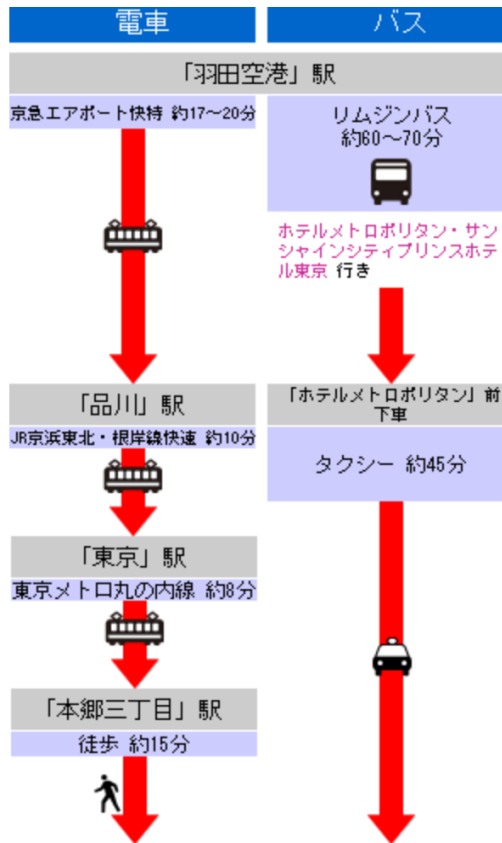 電車
バス
「羽田空港」駅
京急エアポート快特 約17～20分
リムジンバス
約60～70分
ホテルメトロポリタン・サン
シャインシティプリンスホテ
ル東京 行き
「品川」駅
「ホテルメトロポリタン」前
下車
JR京浜東北・根岸線快速 約10分
タクシー 約45分
「東京」駅
東京メトロ丸の内線 約8分
「本郷三丁目」駅
徒歩 約15分